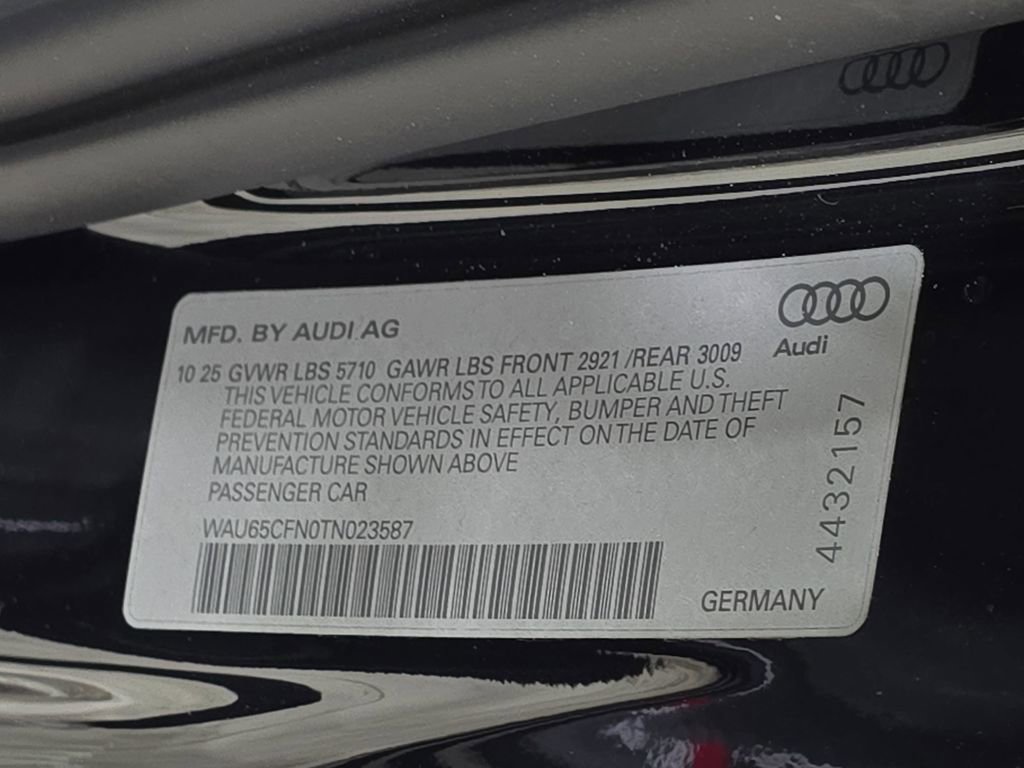 MFD. BY AUDI AG
10 25 GVWR LBS 5710 GAWR LBS FRONT 2921 /REAR 3009
THIS VEHICLE CONFORMS TO ALL APPLICABLE U.S.
FEDERAL MOTOR VEHICLE SAFETY, BUMPER AND THEFT
PREVENTION STANDARDS IN EFFECT ON THE DATE OF
MANUFACTURE SHOWN ABOVE
PASSENGER CAR
WAU65CFN0TN023587
Audi
4432157
GERMANY